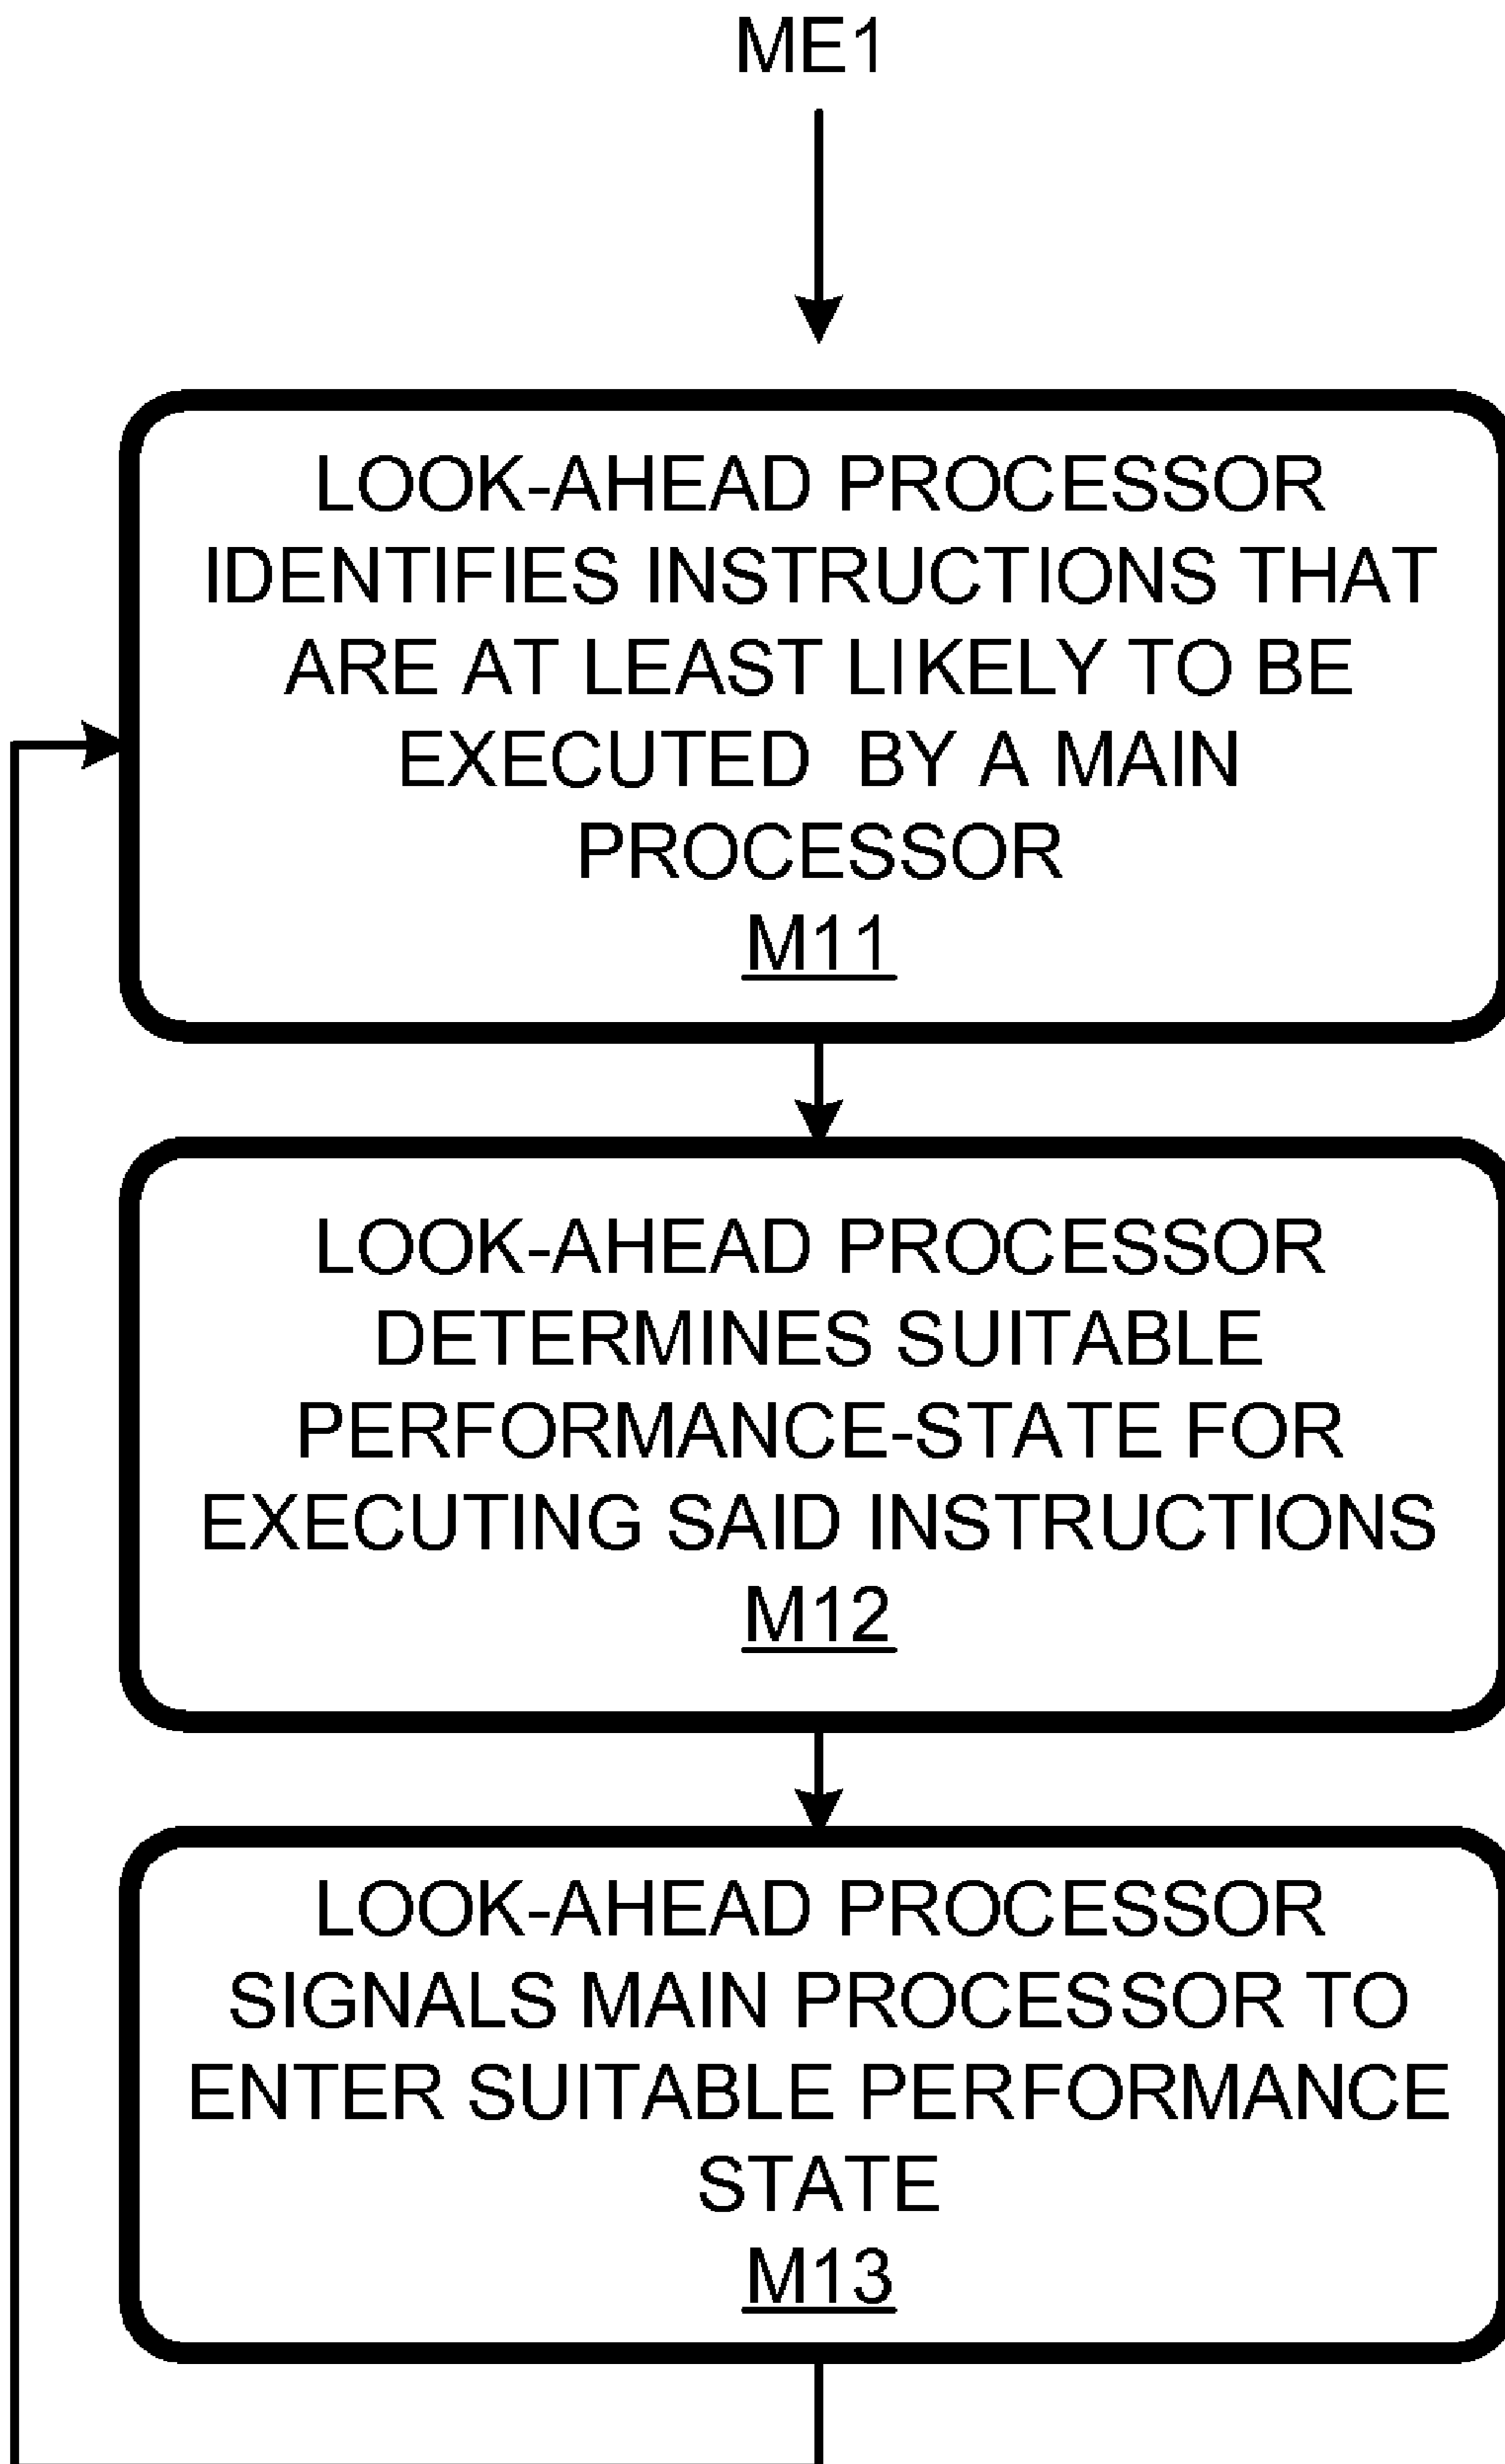 ME1
LOOK-AHEAD PROCESSOR
IDENTIFIES INSTRUCTIONS THAT
ARE AT LEAST LIKELY TO BE
EXECUTED BY A MAIN
PROCESSOR
M11
LOOK-AHEAD PROCESSOR
DETERMINES SUITABLE
PERFORMANCE-STATE FOR
EXECUTING SAID INSTRUCTIONS
M12
LOOK-AHEAD PROCESSOR
SIGNALS MAIN PROCESSOR TO
ENTER SUITABLE PERFORMANCE
STATE
M13